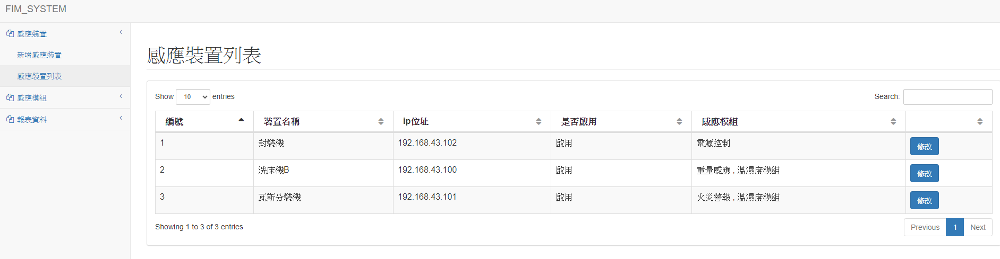 FIM_SYSTEM
感應裝置
新增感應裝置
感應裝置列表
感應模組
報表資料
感應裝置列表
Show 10 entries
Search:
編號 裝置名稱 ip位址 是否啟用 感應模組
1 封裝機 192.168.43.102 啟用 電源控制 修改
2 洗床機B 192.168.43.100 啟用 重量感應 , 溫濕度模組 修改
3 瓦斯分裝機 192.168.43.101 啟用 火災警報 , 溫濕度模組 修改
Showing 1 to 3 of 3 entries
Previous 1 Next